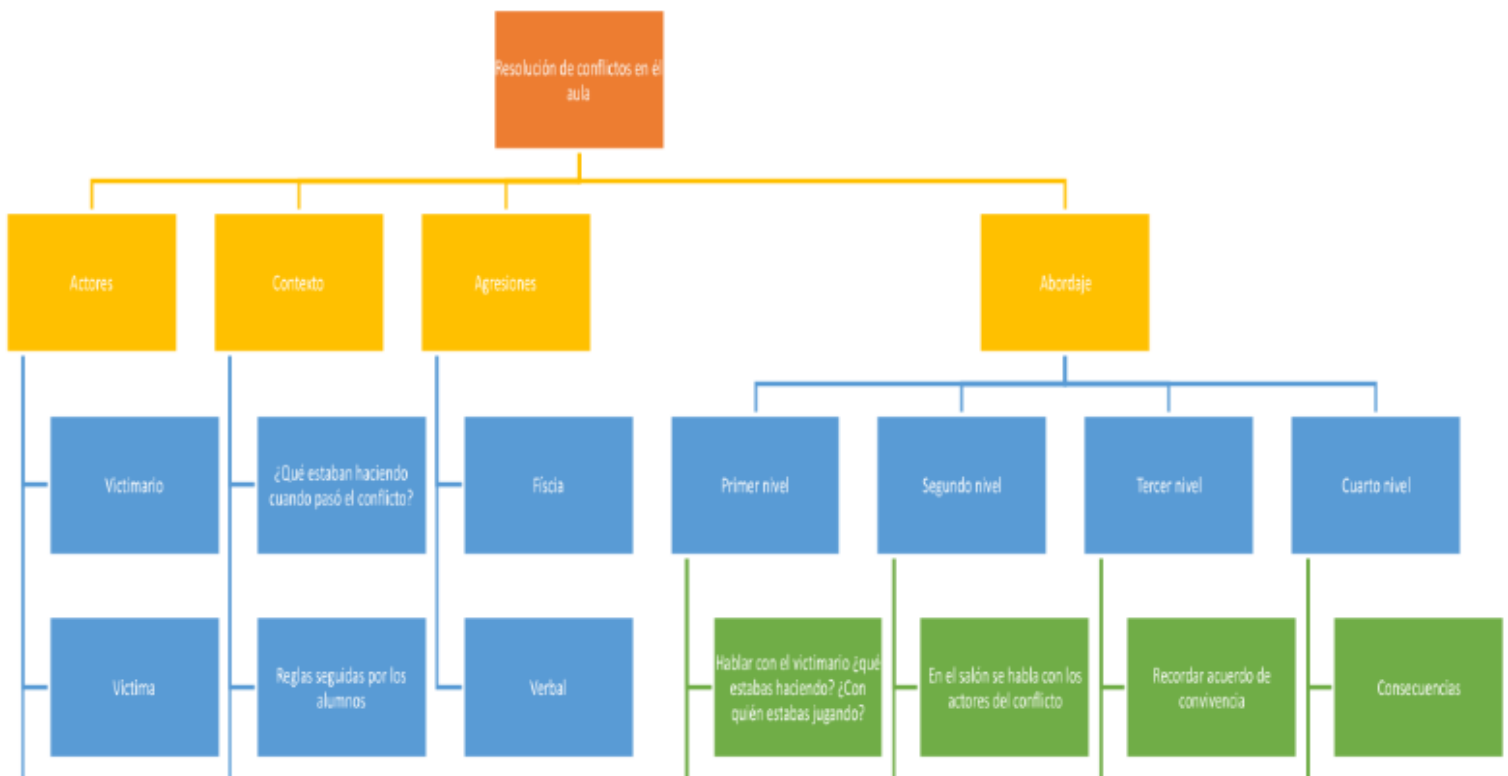 Resolución de conflictos en él
aula
Actores
Contexto
Agresiones
Abordaje
Victimario
¿Qué estaban haciendo
cuando pasó el conflicto?
Físcia
Primer nivel
Segundo nivel
Tercer nivel
Cuarto nivel
Victima
Reglas seguidas por los
alumnos
Verbal
Hablar con el victimario ¿qué
estabas haciendo? ¿Con
quién estabas jugando?
En el salón se habla con los
actores del conflicto
Recordar acuerdo de
convivencia
Consecuencias